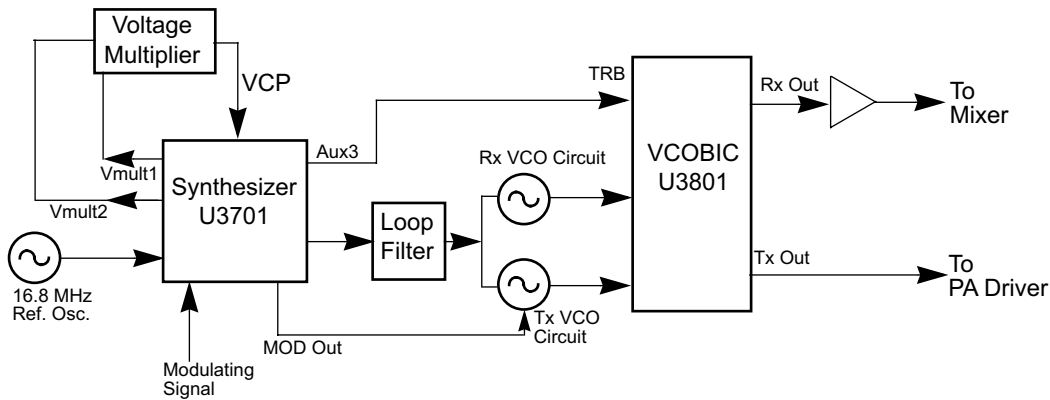 Voltage
Multiplier
VCP
TRB
Rx Out
To
Mixer
Aux3
Vmult1
Rx VCO Circuit
VCOBIC
U3801
Synthesizer
U3701
Vmult2
Loop
Filter
Tx Out
To
PA Driver
16.8 MHz
Ref. Osc.
Tx VCO
Circuit
MOD Out
Modulating
Signal